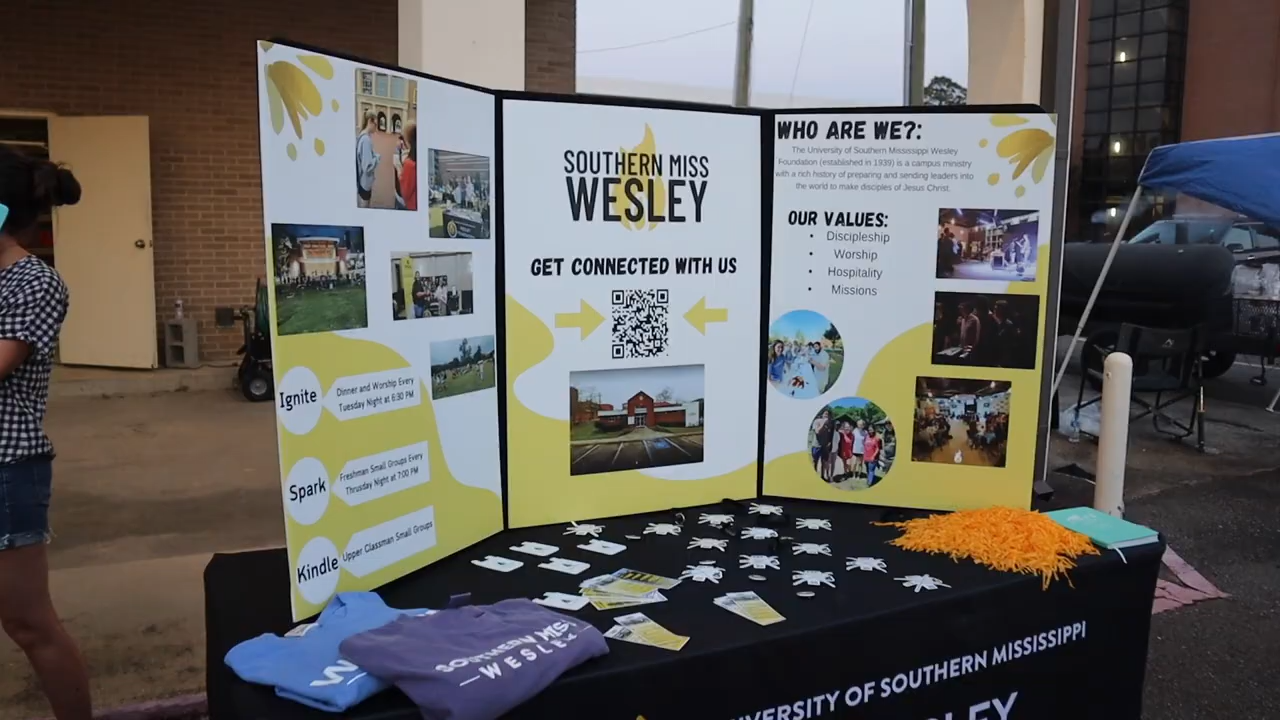 Ignite
Dinner and Worship Every
Tuesday Night at 6:30 PM
Spark
Freshman Small Groups Every
Thrusday Night at 7:00 PM
Kindle
Upper Classman Small Groups
SOUTHERN MISS
WESLEY
GET CONNECTED WITH US
WHO ARE WE?:
The University of Southern Mississippi Wesley
Foundation (established in 1939) is a campus ministry
with a rich history of preparing and sending leaders into
the world to make disciples of Jesus Christ.
OUR VALUES:
• Discipleship
• Worship
• Hospitality
• Missions
SOUTHERN MISS
— WESLEY —
OF SOUTHERN MISSISSIPPI